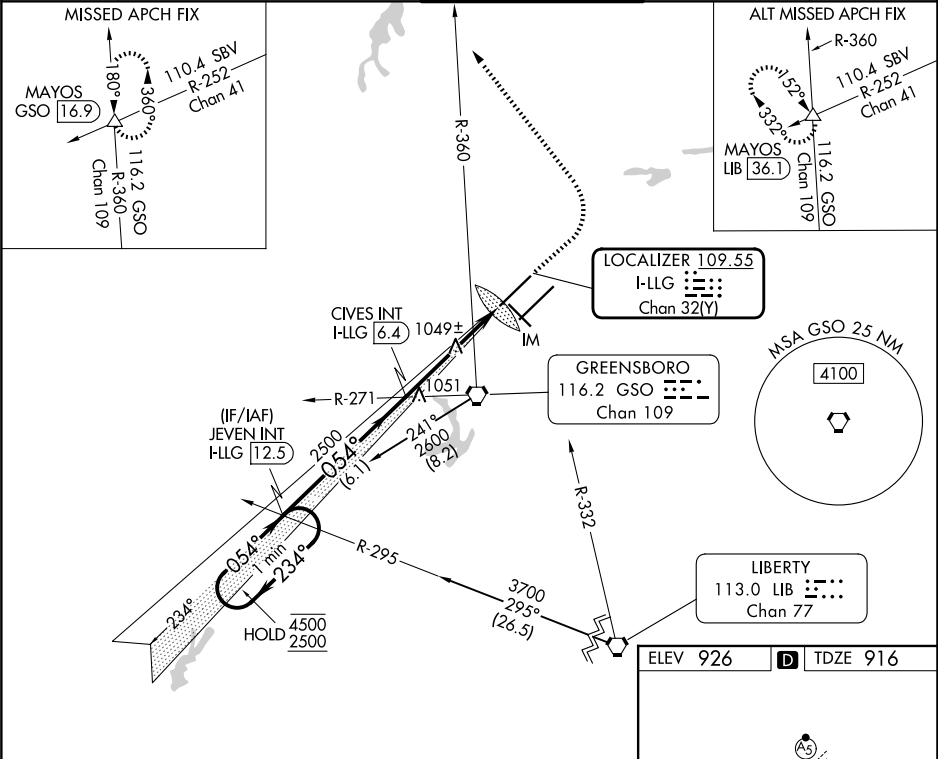 MISSED APCH FIX
180°
360°
110.4 SBV
R-252
Chan 41
MAYOS
GSO 16.9
116.2 GSO
R-360
Chan 109
ALT MISSED APCH FIX
R-360
110.4 SBV
R-252
Chan 41
152°
332°
MAYOS
LIB 36.1
116.2 GSO
Chan 109
R-360
LOCALIZER 109.55
I-LLG
Chan 32(Y)
CIVES INT
I-LLG 6.4
1049±
IM
MSA GSO 25 NM
4100
GREENSBORO
116.2 GSO
Chan 109
R-271
1051
(IF/IAF)
JEVEN INT
I-LLG 12.5
2500
054°
(6.1)
241°
2600
(8.2)
R-332
054°
1 min
234°
R-295
234°
HOLD 4500
2500
3700
295°
(26.5)
LIBERTY
113.0 LIB
Chan 77
ELEV 926
D
TDZE 916
A5